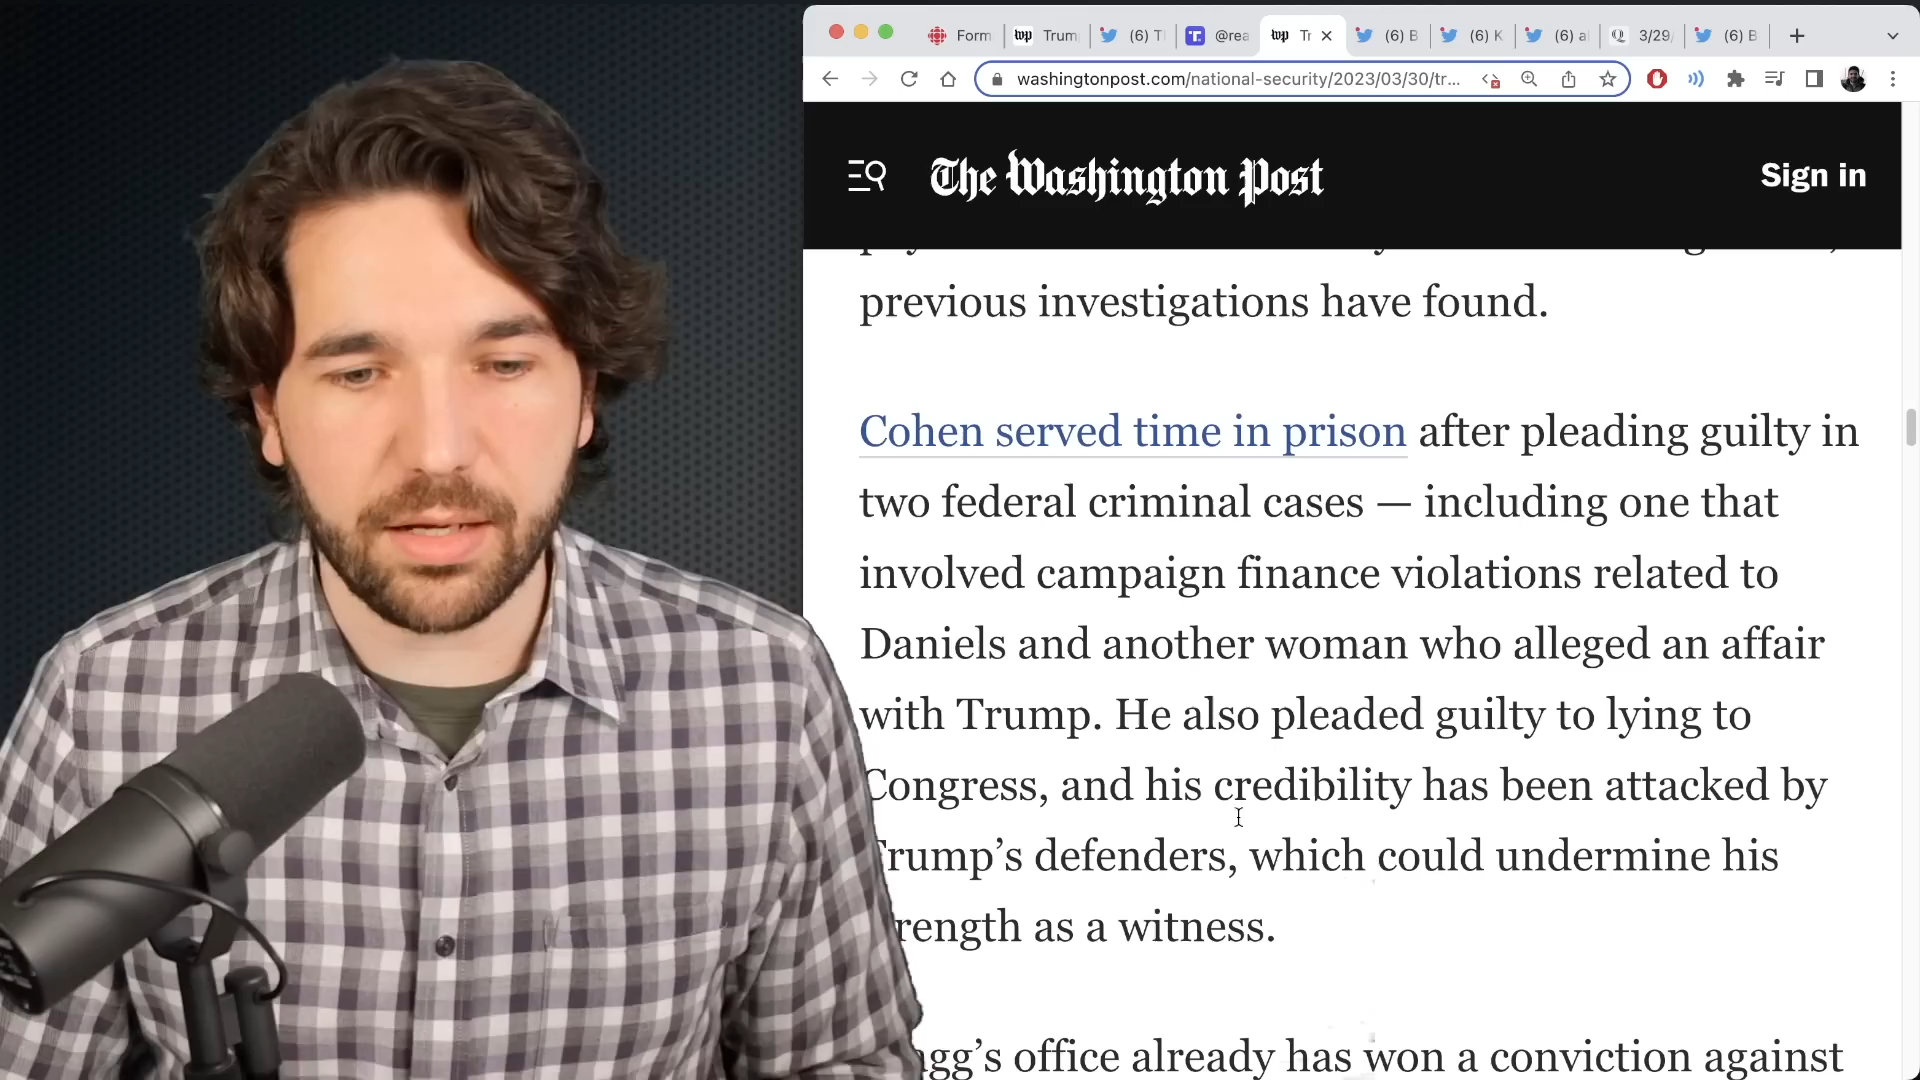 Form
Trum
(6) T
@rea
Tr
(6) B
(6) K
(6) a
3/29/
(6) B
washingtonpost.com/national-security/2023/03/30/tr...
The Washington Post
Sign in
previous investigations have found.
Cohen served time in prison after pleading guilty in
two federal criminal cases — including one that
involved campaign finance violations related to
Daniels and another woman who alleged an affair
with Trump. He also pleaded guilty to lying to
Congress, and his credibility has been attacked by
Trump’s defenders, which could undermine his
rength as a witness.
agg’s office already has won a conviction against